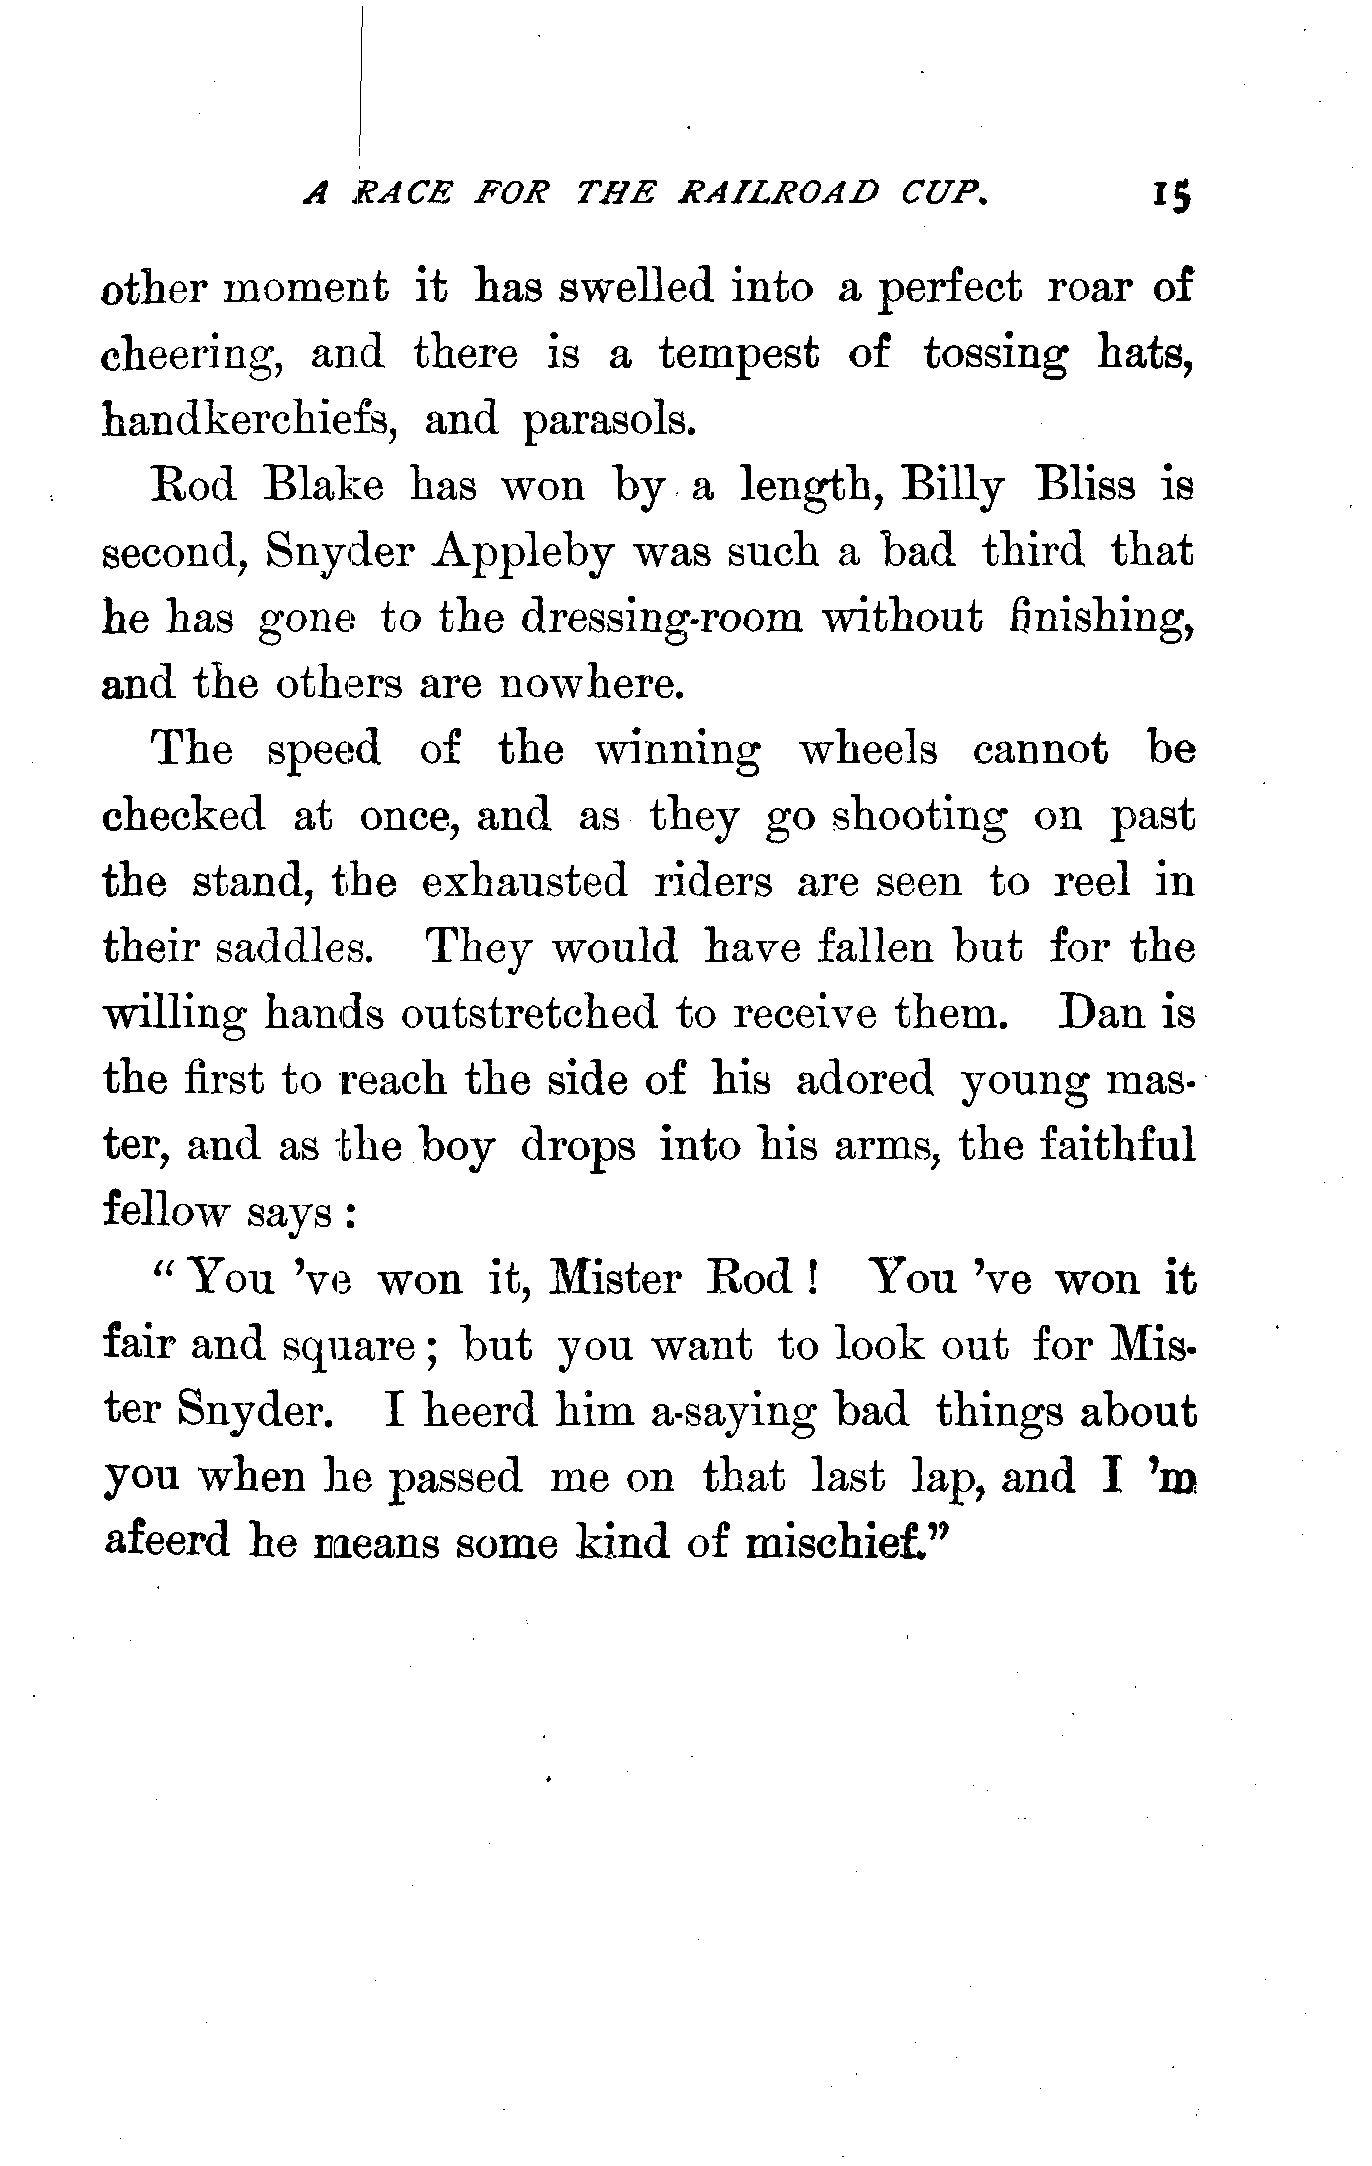 A RACE FOR THE RAILROAD CUP. 15
other moment it has swelled into a perfect roar of
cheering, and there is a tempest of tossing hats,
handkerchiefs, and parasols.
Rod Blake has won by a length, Billy Bliss is
second, Snyder Appleby was such a bad third that
he has gone to the dressing-room without finishing,
and the others are nowhere.
The speed of the winning wheels cannot be
checked at once, and as they go shooting on past
the stand, the exhausted riders are seen to reel in
their saddles. They would have fallen but for the
willing hands outstretched to receive them. Dan is
the first to reach the side of his adored young mas-
ter, and as the boy drops into his arms, the faithful
fellow says :
“ You ’ve won it, Mister Rod ! You ’ve won it
fair and square ; but you want to look out for Mis-
ter Snyder. I heerd him a-saying bad things about
you when he passed me on that last lap, and I ’m
afeerd he means some kind of mischief.”